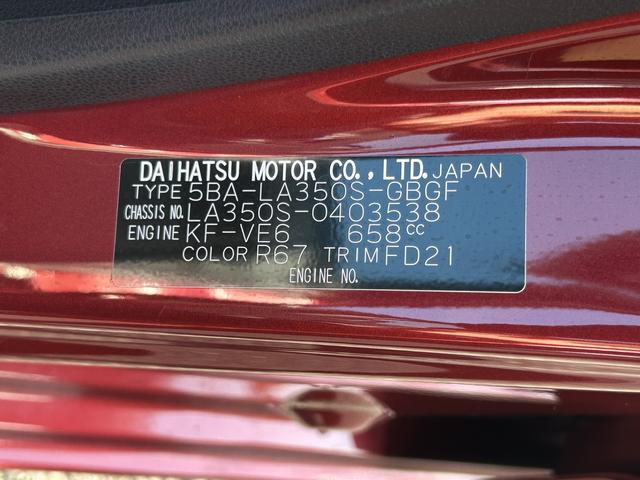 DAIHATSU MOTOR CO., LTD. JAPAN
TYPE 5BA-LA350S-GBGF
CHASSIS NO. LA350S-0403538
ENGINE KF-VE6 658cc
COLOR R67 TRIM FD21
ENGINE NO.